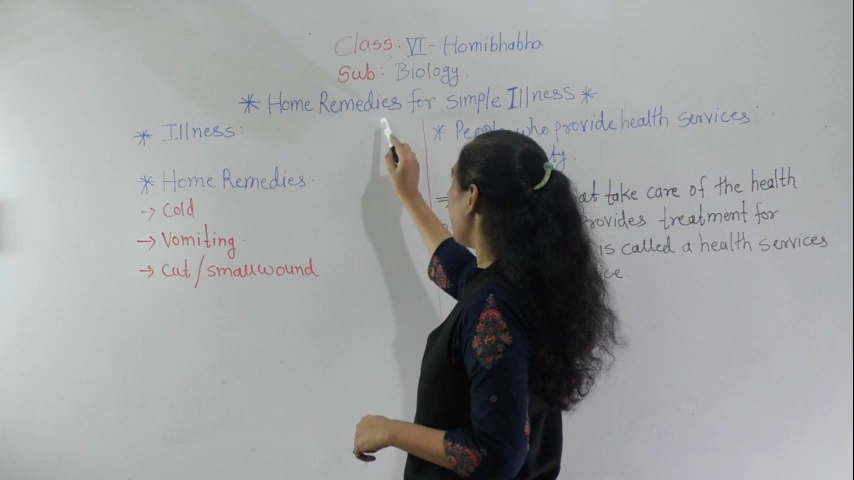 Class: VI - Homibhabha
Sub: Biology.
* Home Remedies for Simple Illness *
* Illness:
* Home Remedies.
→ Cold
→ Vomiting.
→ Cut / small wound
* People who provide health services
take care of the health
provides treatment for
is called a health services